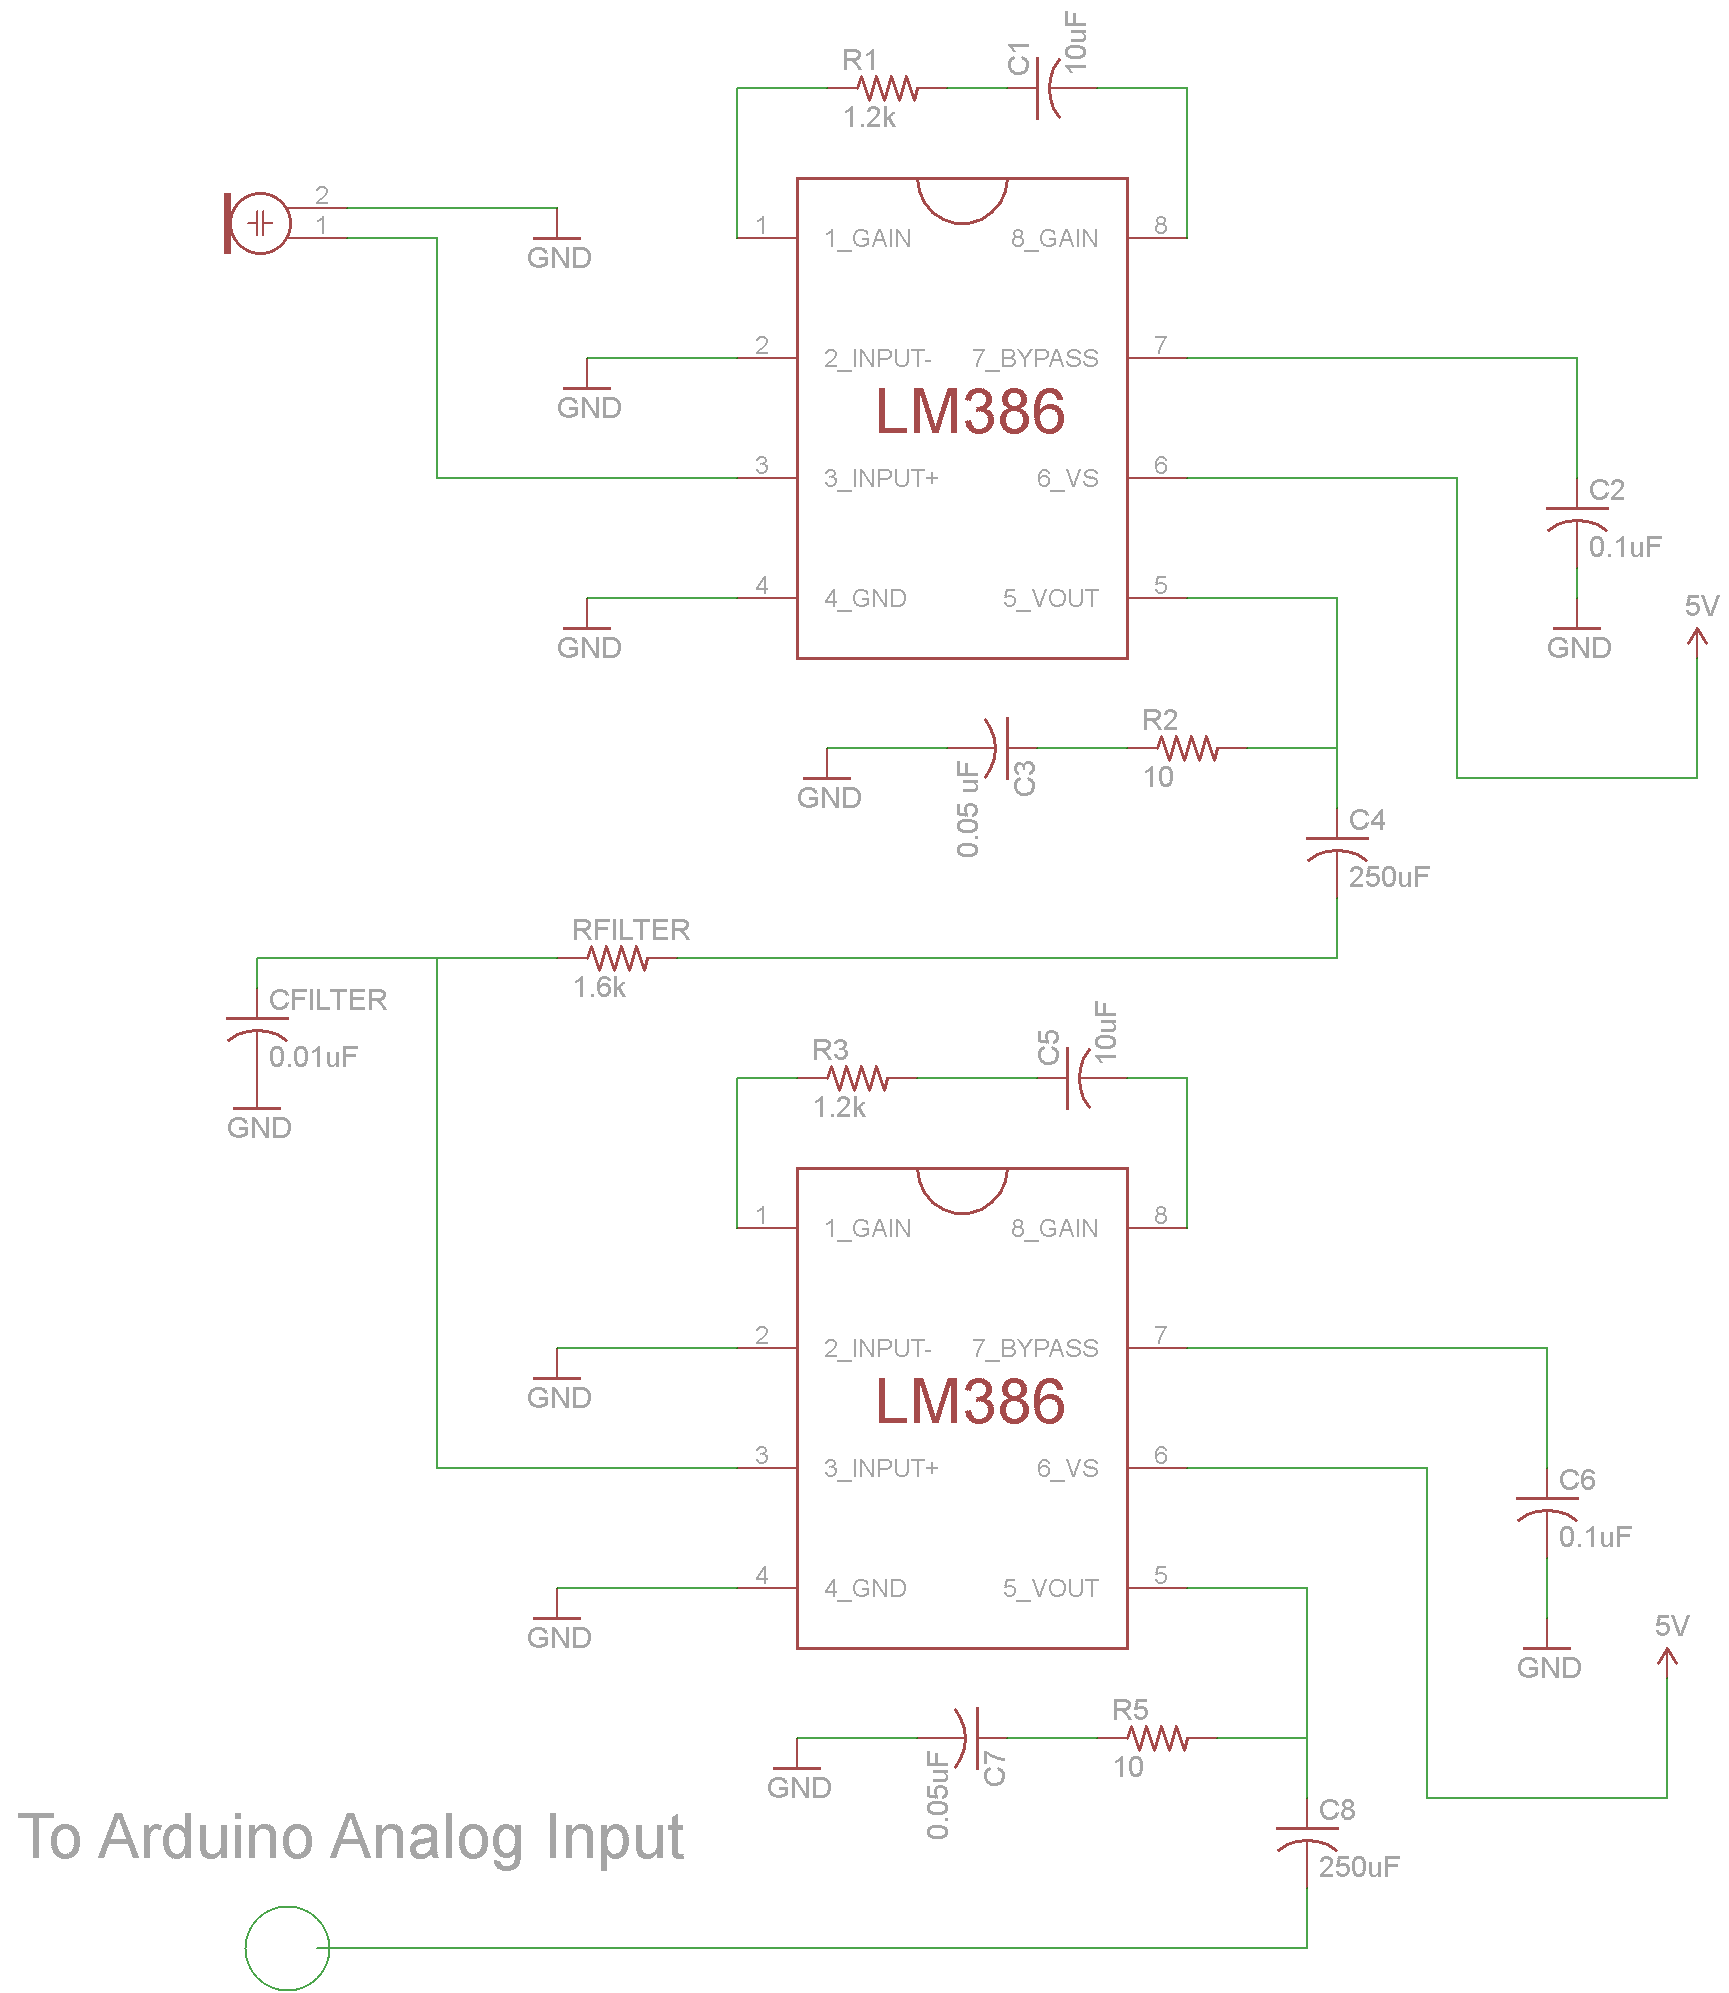 R1
1.2k
C1
10uF
2
1
GND
1
1_GAIN
8_GAIN
8
2
2_INPUT-
7_BYPASS
7
GND
LM386
3
3_INPUT+
6_VS
6
C2
0.1uF
4
4_GND
5_VOUT
5
GND
GND
5V
R2
10
C3
0.05 uF
GND
C4
250uF
RFILTER
1.6k
CFILTER
0.01uF
GND
R3
1.2k
C5
10uF
1
1_GAIN
8_GAIN
8
2
2_INPUT-
7_BYPASS
7
GND
LM386
3
3_INPUT+
6_VS
6
C6
0.1uF
4
4_GND
5_VOUT
5
GND
GND
5V
R5
10
C7
0.05uF
GND
C8
250uF
To Arduino Analog Input